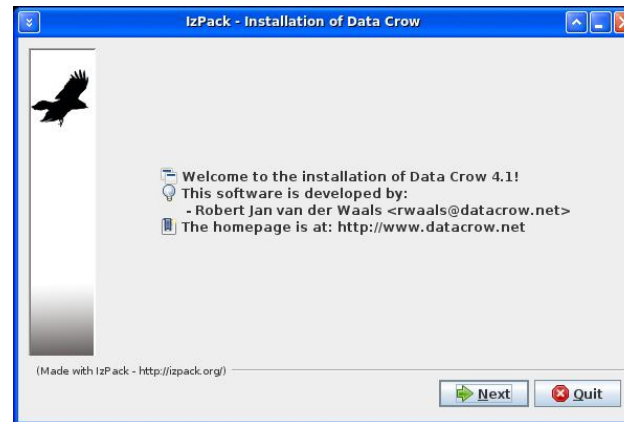 IzPack - Installation of Data Crow
Welcome to the installation of Data Crow 4.1!
This software is developed by:
- Robert Jan van der Waals <rwaals@datacrow.net>
The homepage is at: http://www.datacrow.net
(Made with IzPack - http://izpack.org/)
Next
Quit